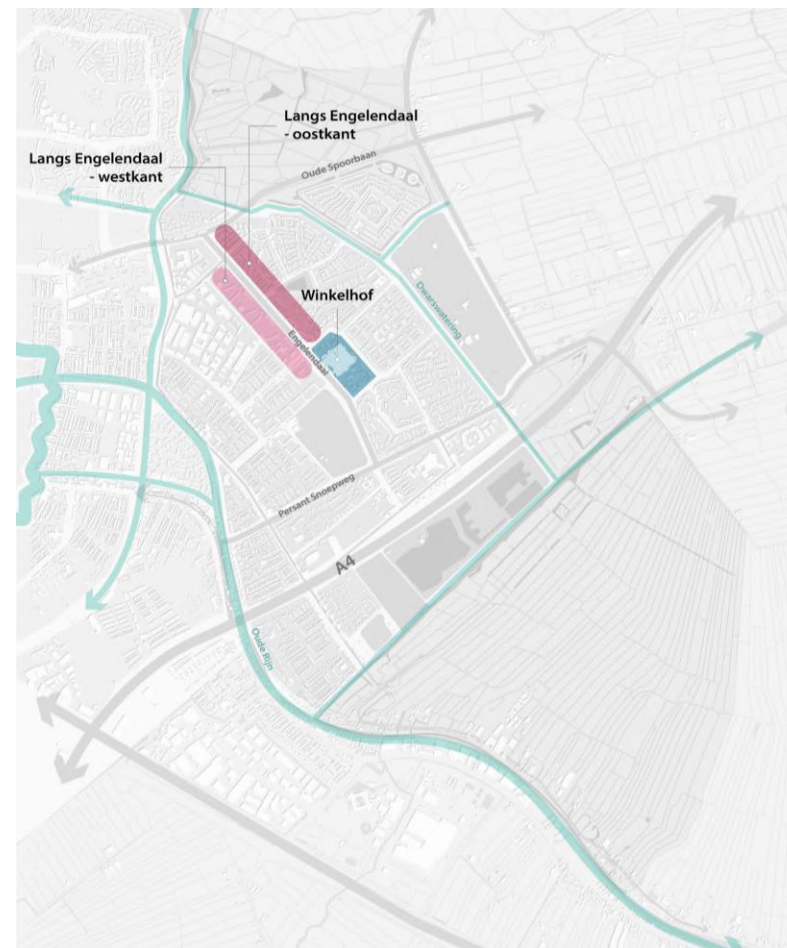 Langs Engelendaal
- oostkant
Langs Engelendaal
- westkant
Oude Spoorbaan
Winkelhof
Dwarswatering
Engelendaal
Persant Snoepweg
A4
Oude Rijn